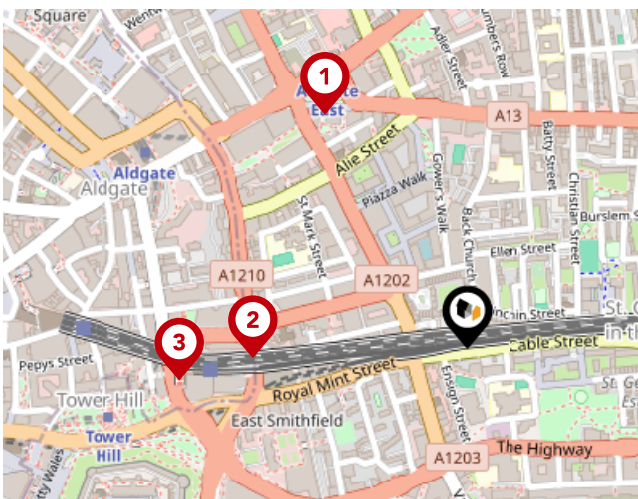 Square
Adler Street
1
Aldgate
East
A13
Batty Street
Alie Street
Aldgate
Aldgate
Piazza Walk
Gower's Walk
Back Church
Christian Street
St Mark Street
Burslem S
Ellen Street
A1210
A1202
2
3
Pepys Street
Cable Street
in th
Royal Mint Street
Tower Hill
East Smithfield
Ensign Street
Tower
Hill
The Highway
A1203